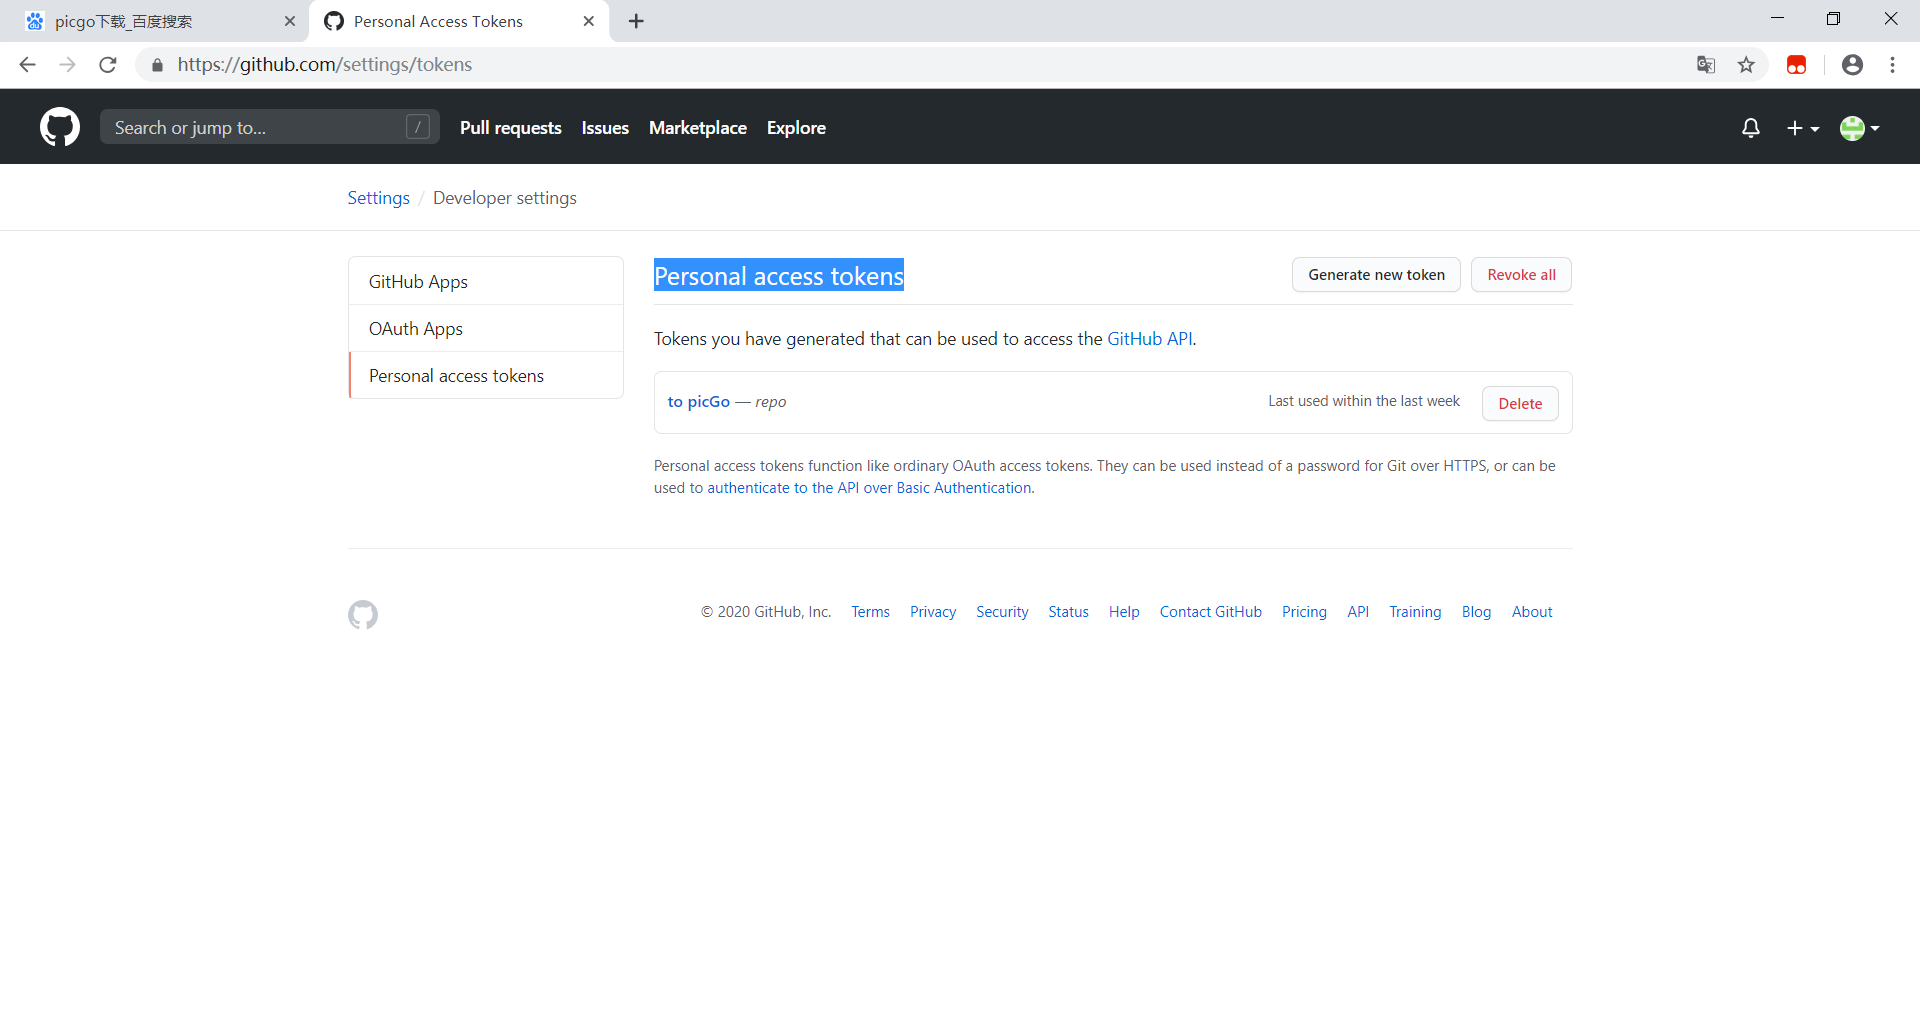 picgo下载_百度搜索
Personal Access Tokens
https://github.com/settings/tokens
Search or jump to...
/
Pull requests
Issues
Marketplace
Explore
Settings / Developer settings
GitHub Apps
OAuth Apps
Personal access tokens
Personal access tokens
Generate new token
Revoke all
Tokens you have generated that can be used to access the GitHub API.
to picGo — repo
Last used within the last week
Delete
Personal access tokens function like ordinary OAuth access tokens. They can be used instead of a password for Git over HTTPS, or can be
used to authenticate to the API over Basic Authentication.
© 2020 GitHub, Inc.
Terms
Privacy
Security
Status
Help
Contact GitHub
Pricing
API
Training
Blog
About